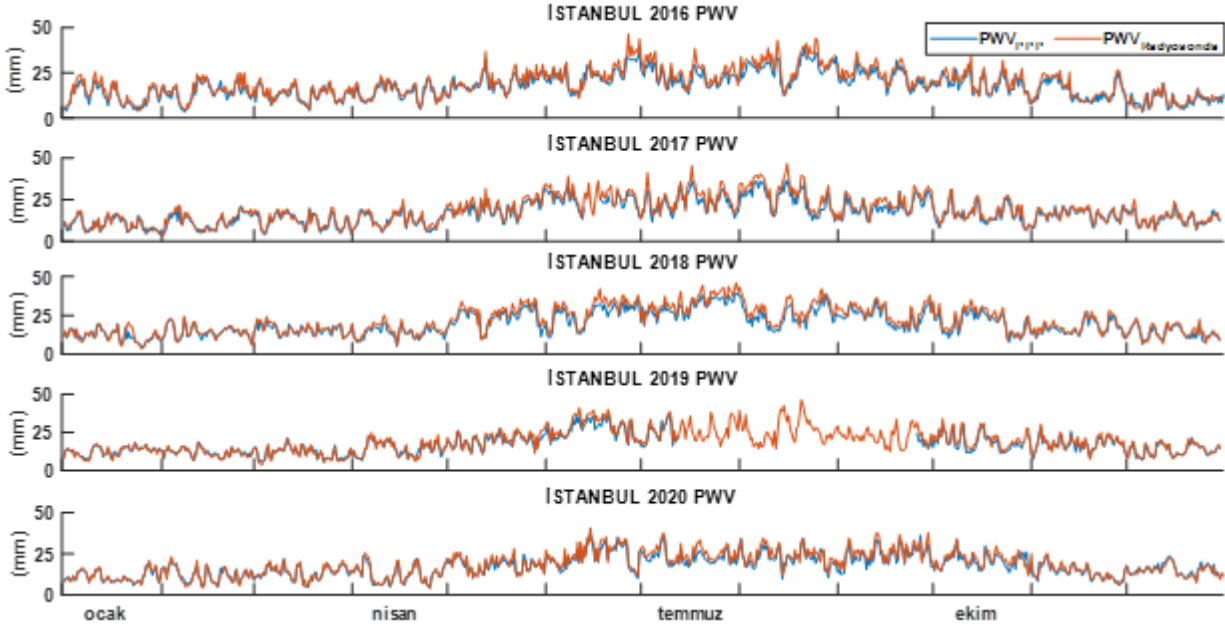 İSTANBUL 2016 PWV
PWV PPP PWV Radyosonde
50
25
0
(mm)
İSTANBUL 2017 PWV
50
25
0
(mm)
İSTANBUL 2018 PWV
50
25
0
(mm)
İSTANBUL 2019 PWV
50
25
0
(mm)
İSTANBUL 2020 PWV
50
25
0
(mm)
ocak nisan temmuz ekim